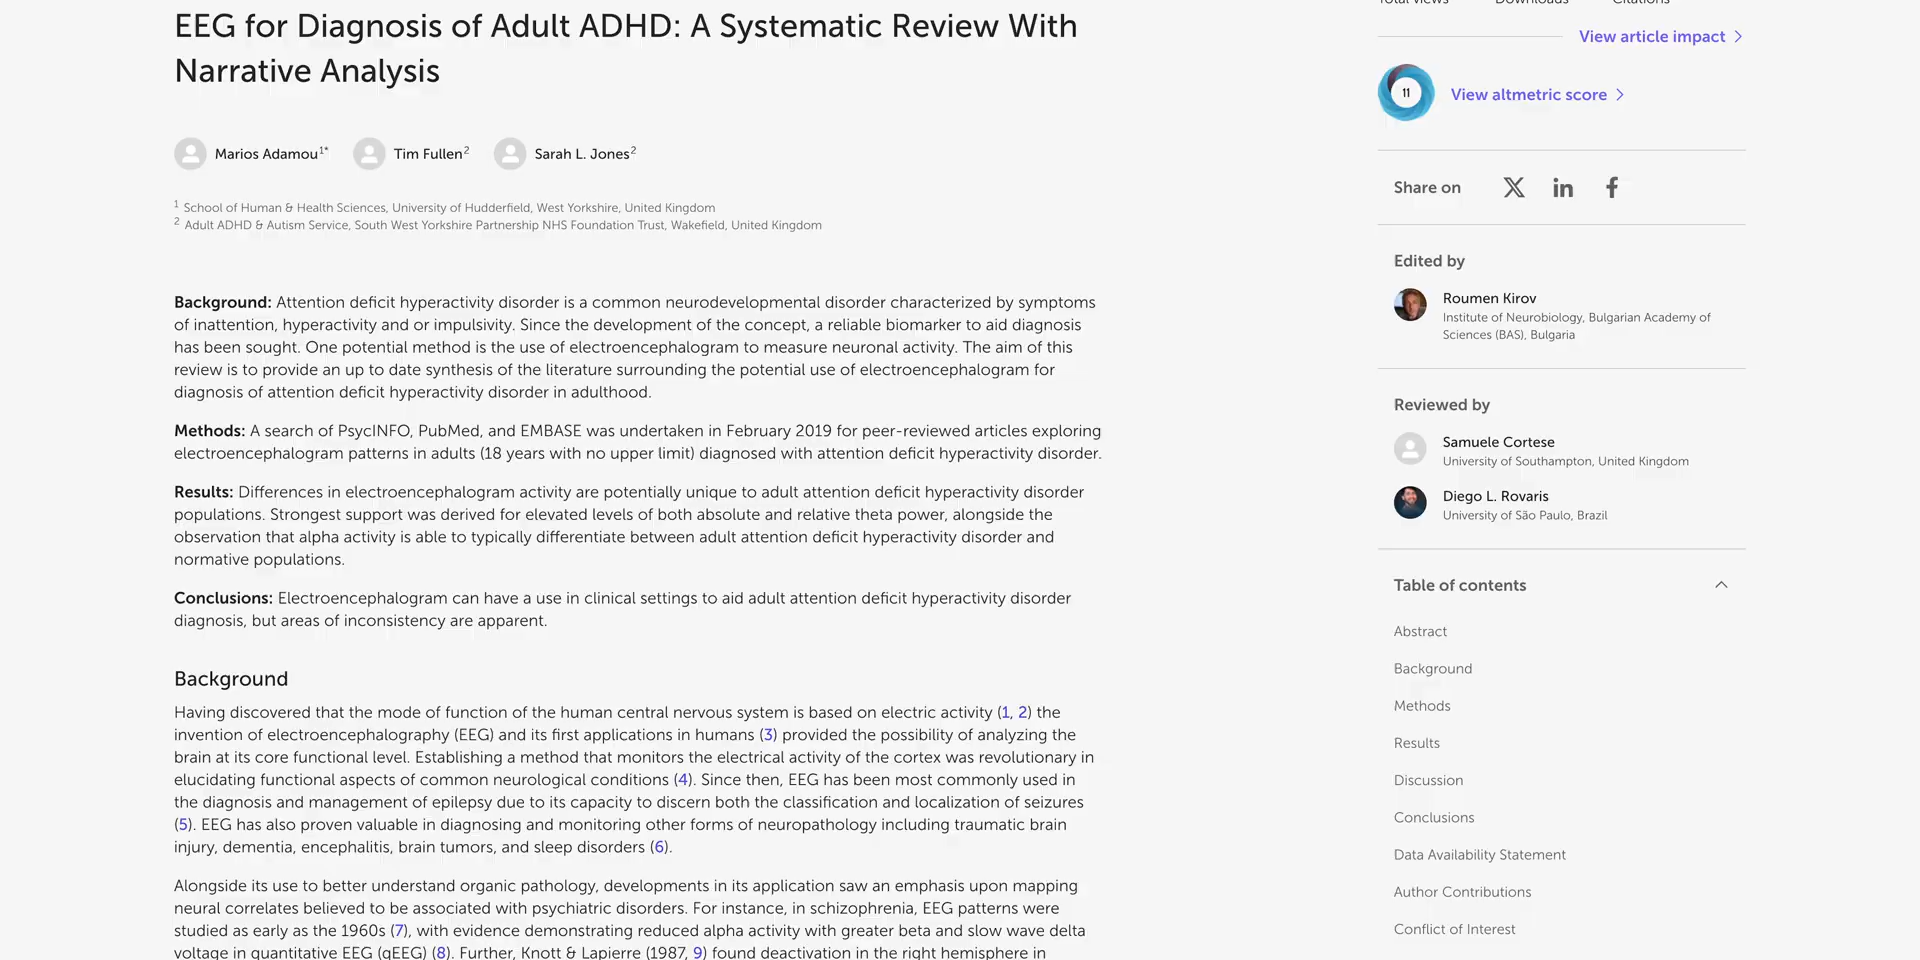 EEG for Diagnosis of Adult ADHD: A Systematic Review With
Narrative Analysis
Marios Adamou1*
Tim Fullen2
Sarah L. Jones2
1 School of Human & Health Sciences, University of Hudderfield, West Yorkshire, United Kingdom
2 Adult ADHD & Autism Service, South West Yorkshire Partnership NHS Foundation Trust, Wakefield, United Kingdom
Background: Attention deficit hyperactivity disorder is a common neurodevelopmental disorder characterized by symptoms
of inattention, hyperactivity and or impulsivity. Since the development of the concept, a reliable biomarker to aid diagnosis
has been sought. One potential method is the use of electroencephalogram to measure neuronal activity. The aim of this
review is to provide an up to date synthesis of the literature surrounding the potential use of electroencephalogram for
diagnosis of attention deficit hyperactivity disorder in adulthood.
Methods: A search of PsycINFO, PubMed, and EMBASE was undertaken in February 2019 for peer-reviewed articles exploring
electroencephalogram patterns in adults (18 years with no upper limit) diagnosed with attention deficit hyperactivity disorder.
Results: Differences in electroencephalogram activity are potentially unique to adult attention deficit hyperactivity disorder
populations. Strongest support was derived for elevated levels of both absolute and relative theta power, alongside the
observation that alpha activity is able to typically differentiate between adult attention deficit hyperactivity disorder and
normative populations.
Conclusions: Electroencephalogram can have a use in clinical settings to aid adult attention deficit hyperactivity disorder
diagnosis, but areas of inconsistency are apparent.
Background
Having discovered that the mode of function of the human central nervous system is based on electric activity (1, 2) the
invention of electroencephalography (EEG) and its first applications in humans (3) provided the possibility of analyzing the
brain at its core functional level. Establishing a method that monitors the electrical activity of the cortex was revolutionary in
elucidating functional aspects of common neurological conditions (4). Since then, EEG has been most commonly used in
the diagnosis and management of epilepsy due to its capacity to discern both the classification and localization of seizures
(5). EEG has also proven valuable in diagnosing and monitoring other forms of neuropathology including traumatic brain
injury, dementia, encephalitis, brain tumors, and sleep disorders (6).
Alongside its use to better understand organic pathology, developments in its application saw an emphasis upon mapping
neural correlates believed to be associated with psychiatric disorders. For instance, in schizophrenia, EEG patterns were
studied as early as the 1960s (7), with evidence demonstrating reduced alpha activity with greater beta and slow wave delta
voltage in quantitative EEG (qEEG) (8). Further, Knott & Lapierre (1987, 9) found deactivation in the right hemisphere in
Total views
Downloads
Citations
View article impact
11
View altmetric score
Share on
Edited by
Roumen Kirov
Institute of Neurobiology, Bulgarian Academy of
Sciences (BAS), Bulgaria
Reviewed by
Samuele Cortese
University of Southampton, United Kingdom
Diego L. Rovaris
University of São Paulo, Brazil
Table of contents
Abstract
Background
Methods
Results
Discussion
Conclusions
Data Availability Statement
Author Contributions
Conflict of Interest